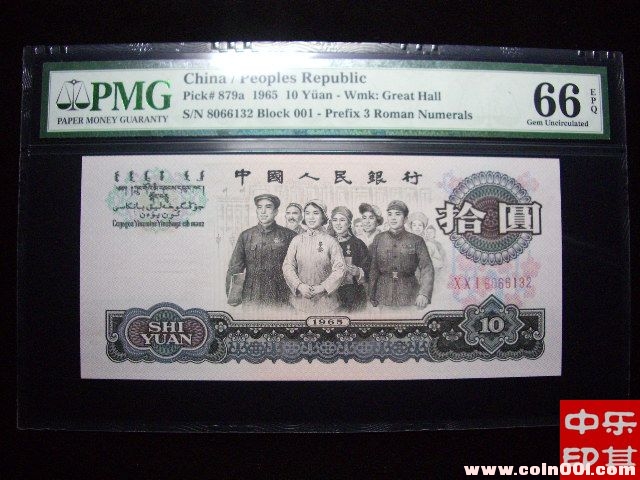 PMG
PAPER MONEY GUARANTY
China / Peoples Republic
Pick# 879a 1965 10 Yüan - Wmk: Great Hall
S/N 8066132 Block 001 - Prefix 3 Roman Numerals
66 EPQ
Gem Uncirculated
中國人民銀行
拾圓
XXI 8066132
1965
SHI
YUAN
10
中乐
印其
www.coin001.com